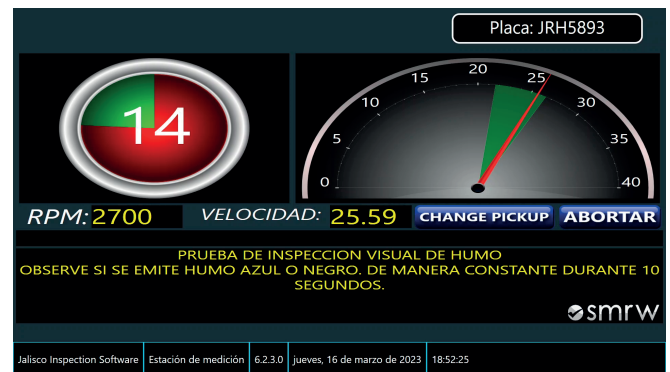 Placa: JRH5893
14
0
5
10
15
20
25
30
35
40
RPM: 2700 VELOCIDAD: 25.59 CHANGE PICKUP ABORTAR
PRUEBA DE INSPECCION VISUAL DE HUMO
OBSERVE SI SE EMITE HUMO AZUL O NEGRO. DE MANERA CONSTANTE DURANTE 10
SEGUNDOS.
smrw
Jalisco Inspection Software Estación de medición 6.2.3.0 jueves, 16 de marzo de 2023 18:52:25